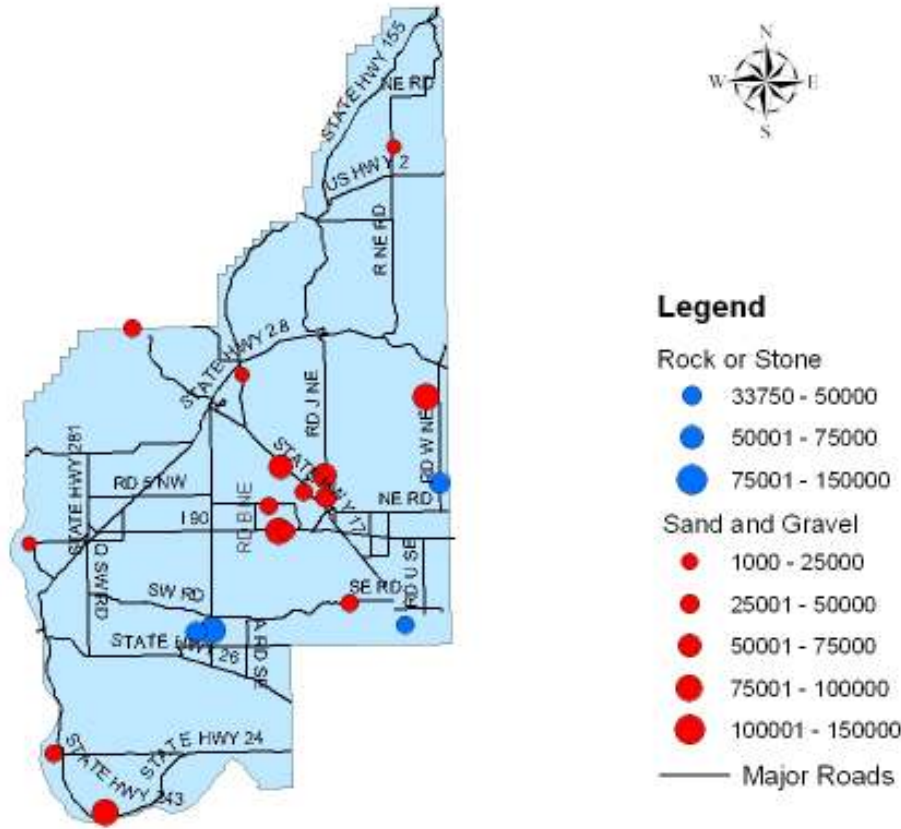 N
W E
S
STATE HWY 155
NE RD
US HWY 2
R NE RD
STATE HWY 28
RD J NE
STATE HWY 281
RD 5 NW
STATE HWY 17
RD W NE
NE RD
RD B NE
I 90
SW RD
SE RD
RD U SE
STATE HWY 26
A RD SE
STATE HWY 24
STATE HWY 243
Legend
Rock or Stone
33750 - 50000
50001 - 75000
75001 - 150000
Sand and Gravel
1000 - 25000
25001 - 50000
50001 - 75000
75001 - 100000
100001 - 150000
Major Roads